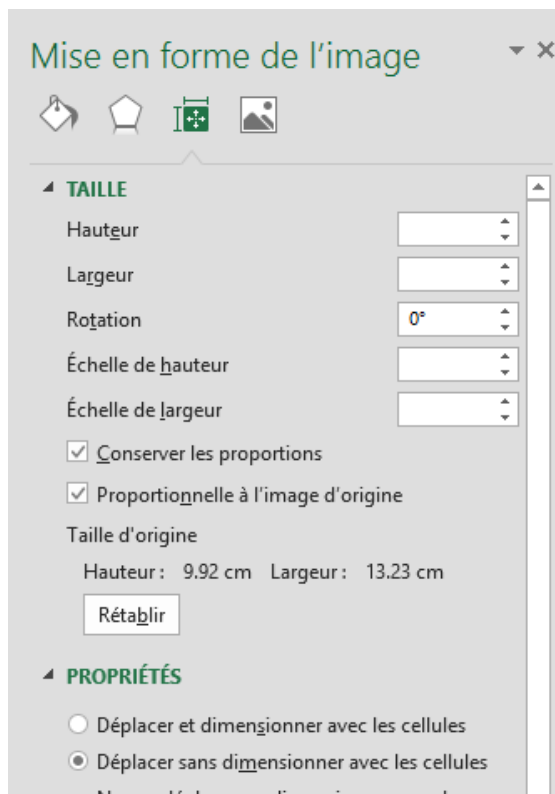 Mise en forme de l'image
TAILLE
Hauteur
Largeur
Rotation 0°
Échelle de hauteur
Échelle de largeur
Conserver les proportions
Proportionnelle à l'image d'origine
Taille d'origine
Hauteur : 9.92 cm Largeur : 13.23 cm
Rétablir
PROPRIÉTÉS
Déplacer et dimensionner avec les cellules
Déplacer sans dimensionner avec les cellules